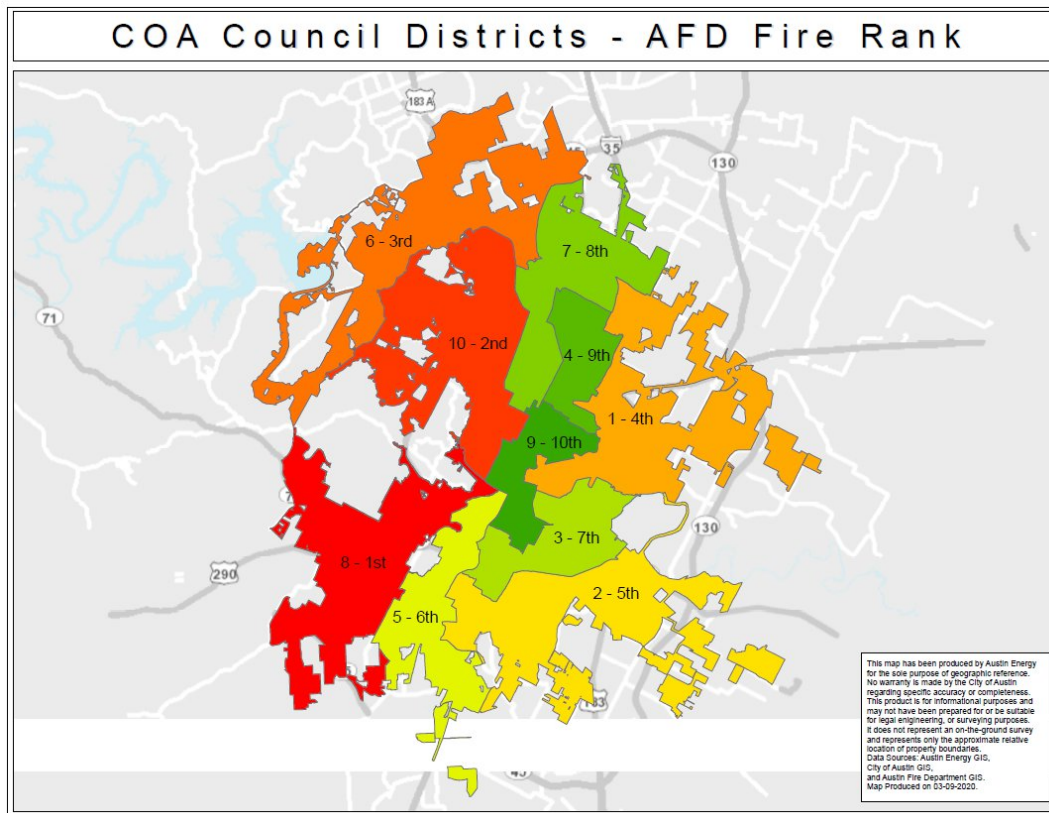 COA Council Districts - AFD Fire Rank
183 A
35
130
6 - 3rd
7 - 8th
71
10 - 2nd
4 - 9th
1 - 4th
9 - 10th
130
3 - 7th
8 - 1st
290
2 - 5th
5 - 6th
45
This map has been produced by Austin Energy
for the sole purpose of geographic reference.
No warranty is made by the City of Austin
regarding specific accuracy or completeness.
This product is for informational purposes and
may not have been prepared for or be suitable
for legal engineering, or surveying purposes.
It does not represent an on-the-ground survey
and represents only the approximate relative
location of property boundaries.
Data Sources: Austin Energy GIS,
City of Austin GIS,
and Austin Fire Department GIS.
Map Produced on 03-09-2020.